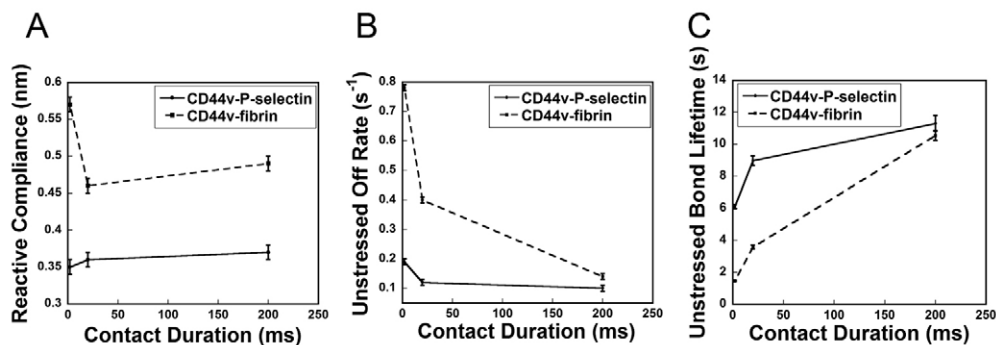 A
Reactive Compliance (nm)
0.6
0.55
0.5
0.45
0.4
0.35
0.3
CD44v-P-selectin
CD44v-fibrin
0 50 100 150 200 250
Contact Duration (ms)
B
Unstressed Off Rate (s⁻¹)
0.8
0.7
0.6
0.5
0.4
0.3
0.2
0.1
CD44v-P-selectin
CD44v-fibrin
0 50 100 150 200 250
Contact Duration (ms)
C
Unstressed Bond Lifetime (s)
14
12
10
8
6
4
2
0
CD44v-P-selectin
CD44v-fibrin
0 50 100 150 200 250
Contact Duration (ms)